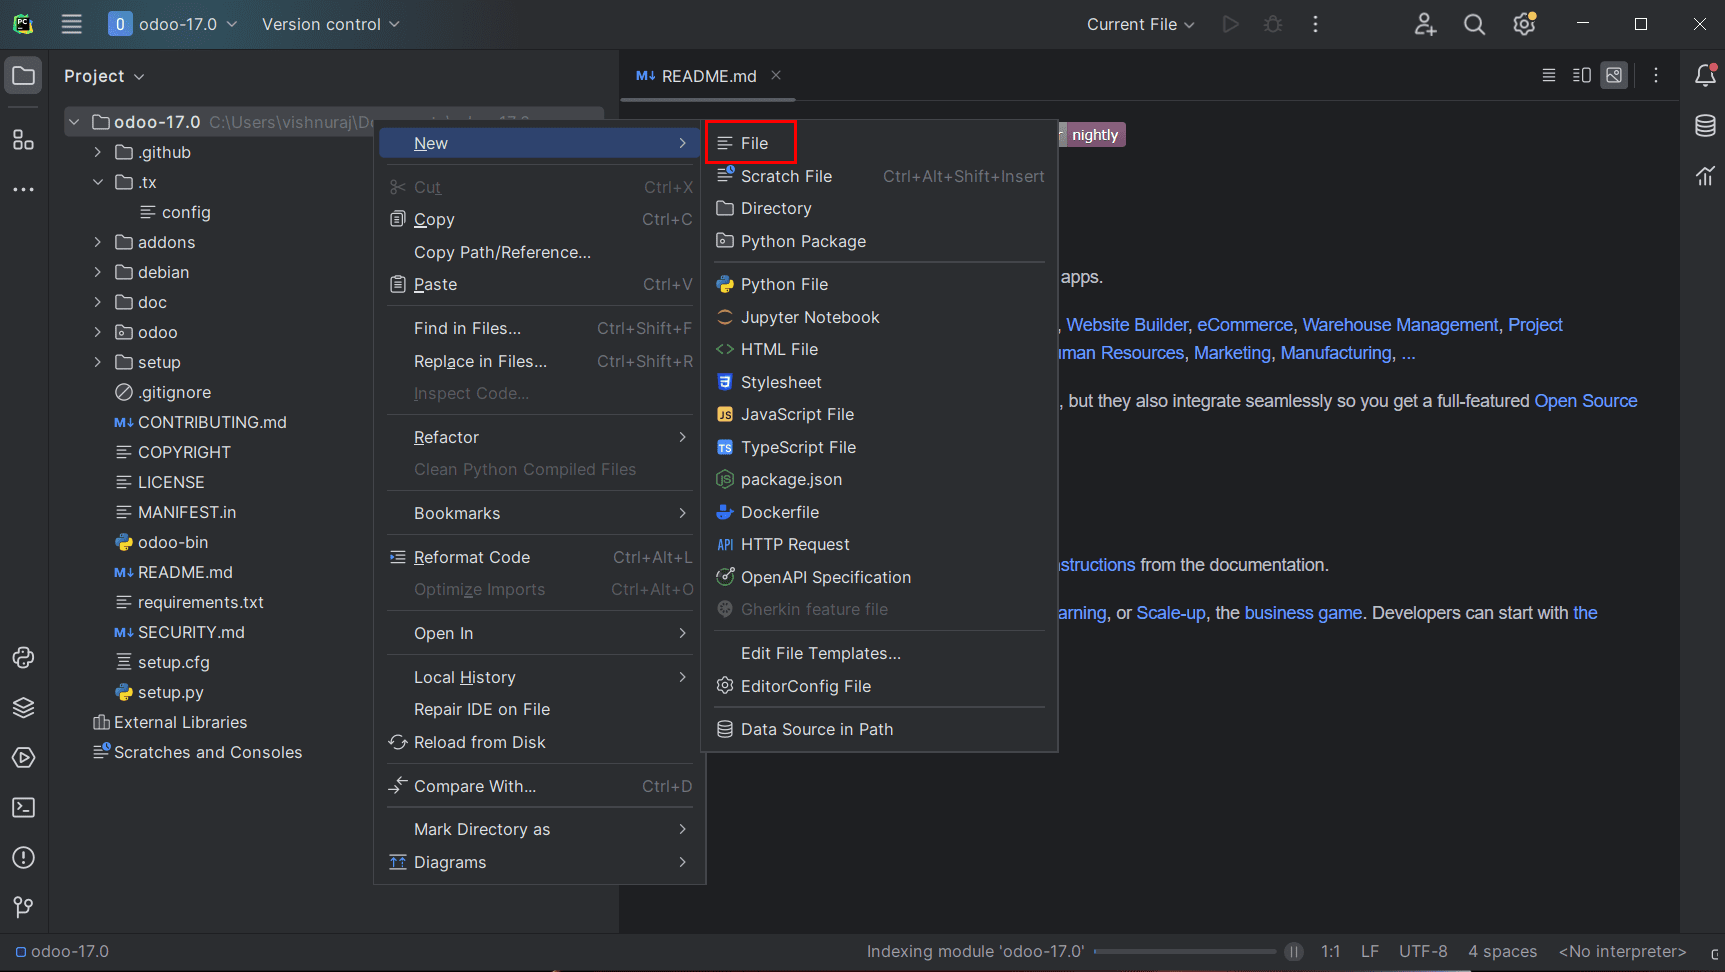 PC
O odoo-17.0 Version control Current File
Project
M↓ README.md
odoo-17.0 C:\Users\vishnuraj\Do
.github
.tx
config
addons
debian
doc
odoo
setup
.gitignore
M↓ CONTRIBUTING.md
COPYRIGHT
LICENSE
MANIFEST.in
odoo-bin
M↓ README.md
requirements.txt
M↓ SECURITY.md
setup.cfg
setup.py
External Libraries
Scratches and Consoles
New
Cut Ctrl+X
Copy Ctrl+C
Copy Path/Reference...
Paste Ctrl+V
Find in Files... Ctrl+Shift+F
Replace in Files... Ctrl+Shift+R
Inspect Code...
Refactor
Clean Python Compiled Files
Bookmarks
Reformat Code Ctrl+Alt+L
Optimize Imports Ctrl+Alt+O
Open In
Local History
Repair IDE on File
Reload from Disk
Compare With... Ctrl+D
Mark Directory as
Diagrams
File
Scratch File Ctrl+Alt+Shift+Insert
Directory
Python Package
Python File
Jupyter Notebook
HTML File
Stylesheet
JS JavaScript File
TS TypeScript File
package.json
Dockerfile
API HTTP Request
OpenAPI Specification
Gherkin feature file
Edit File Templates...
EditorConfig File
Data Source in Path
nightly
apps.
, Website Builder, eCommerce, Warehouse Management, Project
uman Resources, Marketing, Manufacturing, ...
, but they also integrate seamlessly so you get a full-featured Open Source
structions from the documentation.
arning, or Scale-up, the business game. Developers can start with the
odoo-17.0 Indexing module 'odoo-17.0' 1:1 LF UTF-8 4 spaces <No interpreter>